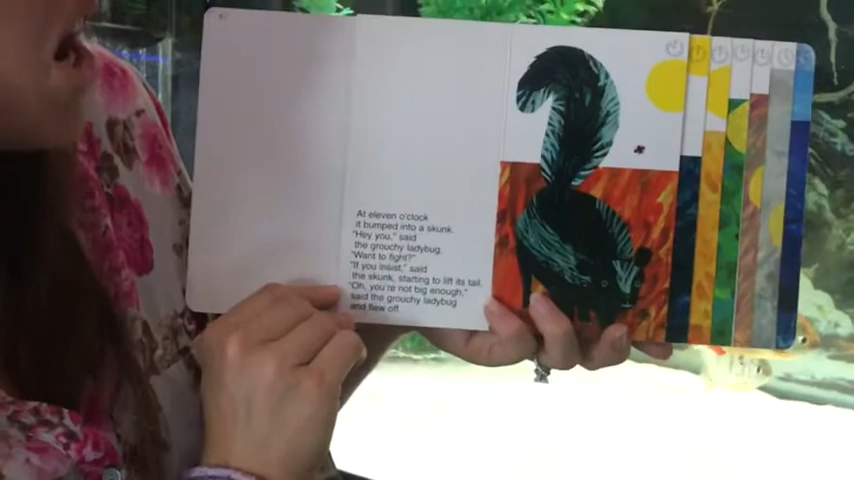 At eleven o'clock
it bumped into a skunk.
"Hey you," said
the grouchy ladybug.
"Want to fight?"
"If you insist," said
the skunk, starting to lift its tail.
"Oh, you're not big enough,"
said the grouchy ladybug
and flew off.